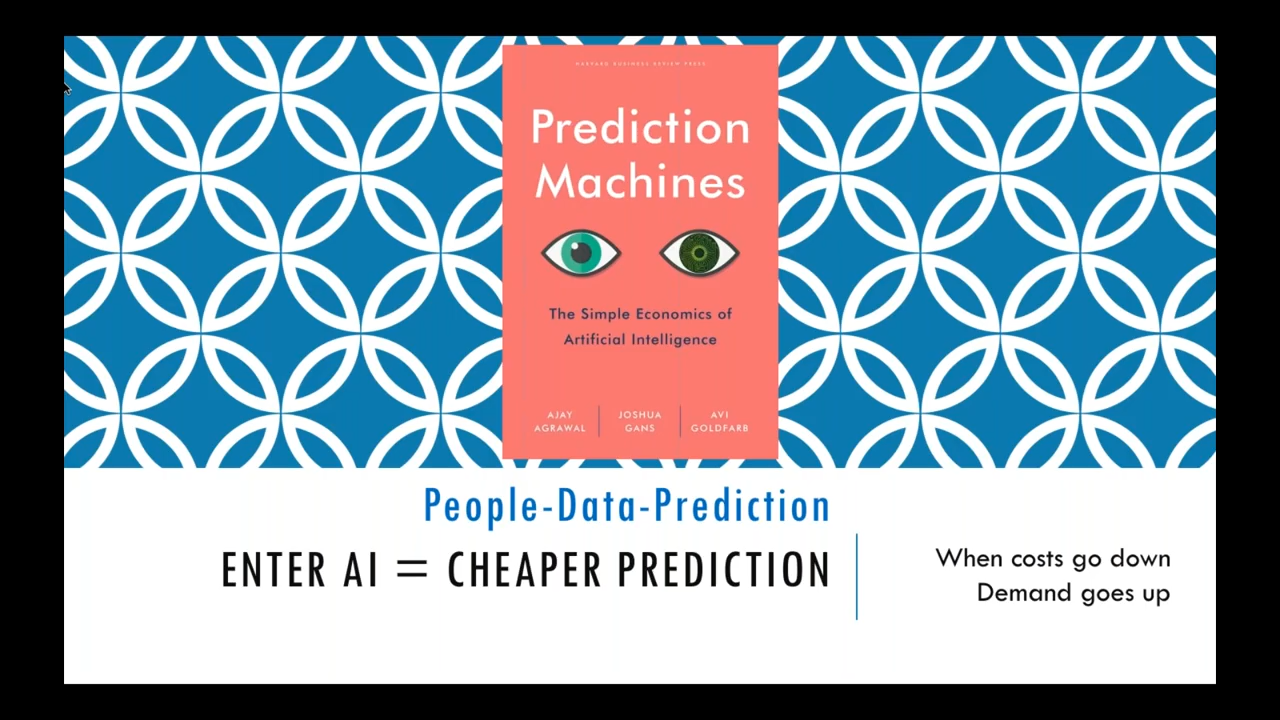 HARVARD BUSINESS REVIEW PRESS
Prediction
Machines
The Simple Economics of
Artificial Intelligence
AJAY
AGRAWAL
JOSHUA
GANS
AVI
GOLDFARB
People-Data-Prediction
ENTER AI = CHEAPER PREDICTION
When costs go down
Demand goes up